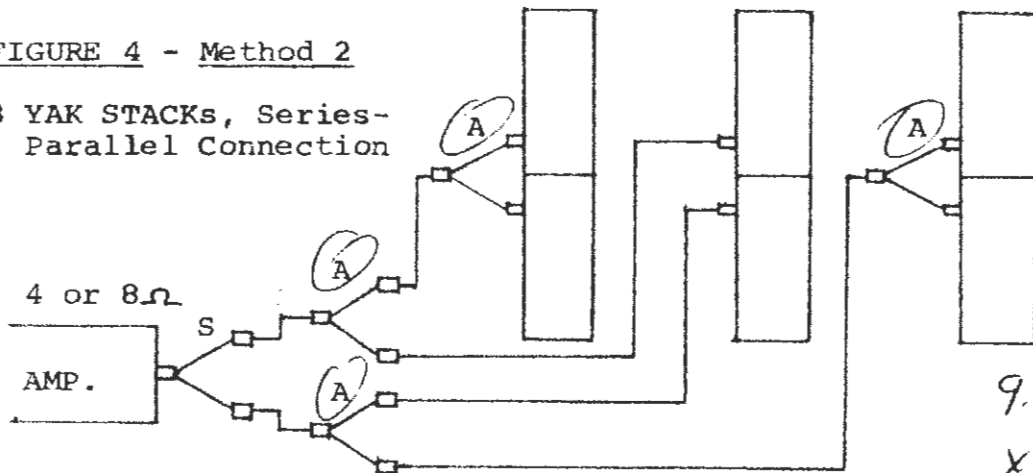 FIGURE 4 - Method 2
3 YAK STACKs, Series-
Parallel Connection
A
A
A
4 or 8Ω
S
AMP.
A
9.
X